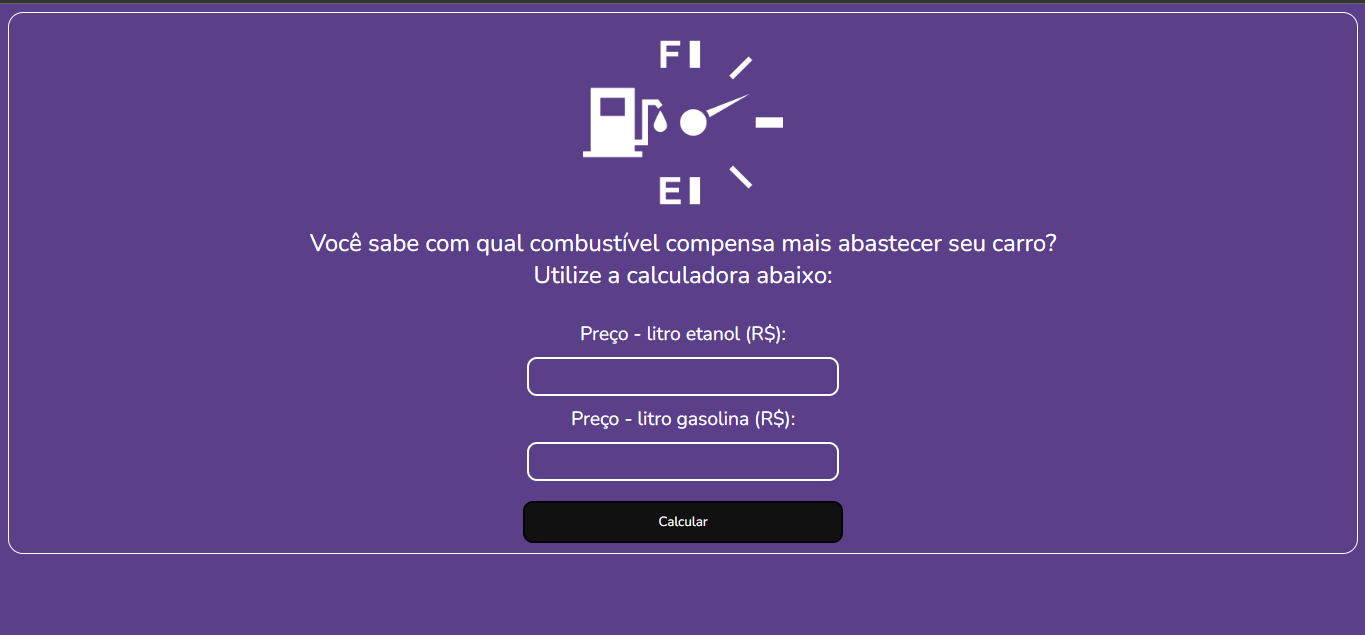 F
E
Você sabe com qual combustível compensa mais abastecer seu carro?
Utilize a calculadora abaixo:
Preço - litro etanol (R$):
Preço - litro gasolina (R$):
Calcular